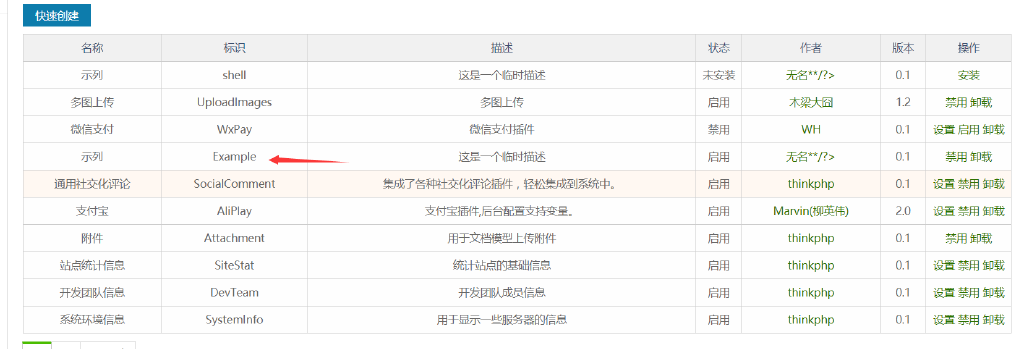 快速创建
名称 标识 描述 状态 作者 版本 操作
示列 shell 这是一个临时描述 未安装 无名**/?> 0.1 安装
多图上传 UploadImages 多图上传 启用 木梁大囧 1.2 禁用 卸载
微信支付 WxPay 微信支付插件 禁用 WH 0.1 设置 启用 卸载
示列 Example 这是一个临时描述 启用 无名**/?> 0.1 禁用 卸载
通用社交化评论 SocialComment 集成了各种社交化评论插件，轻松集成到系统中。 启用 thinkphp 0.1 设置 禁用 卸载
支付宝 AliPlay 支付宝插件,后台配置支持变量。 启用 Marvin(柳英伟) 2.0 设置 禁用 卸载
附件 Attachment 用于文档模型上传附件 启用 thinkphp 0.1 禁用 卸载
站点统计信息 SiteStat 统计站点的基础信息 启用 thinkphp 0.1 设置 禁用 卸载
开发团队信息 DevTeam 开发团队成员信息 启用 thinkphp 0.1 设置 禁用 卸载
系统环境信息 SystemInfo 用于显示一些服务器的信息 启用 thinkphp 0.1 设置 禁用 卸载